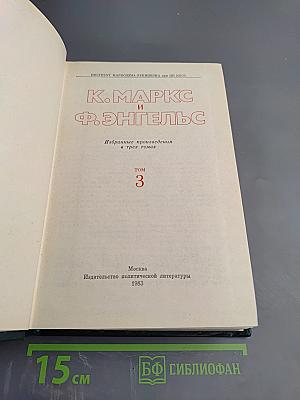 ИНСТИТУТ МАРКСИЗМА-ЛЕНИНИЗМА при ЦК КПСС
К. МАРКС
И
Ф. ЭНГЕЛЬС
Избранные произведения
в трех томах
ТОМ
3
Москва
Издательство политической литературы
1983
15 см
БФ БИБЛИОФАН